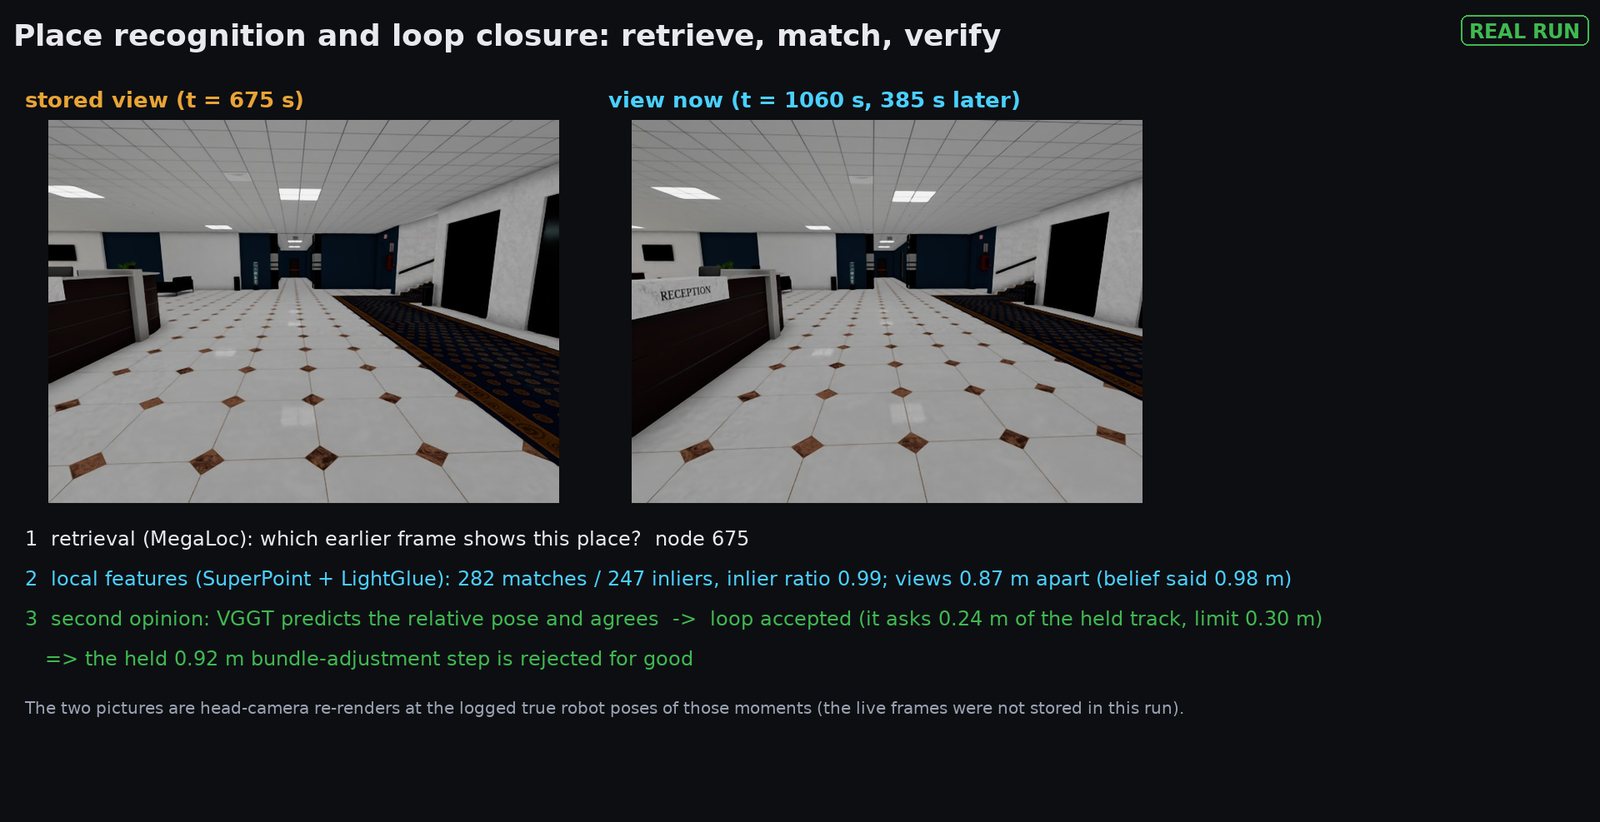 Place recognition and loop closure: retrieve, match, verify
REAL RUN
stored view (t = 675 s)
view now (t = 1060 s, 385 s later)
RECEPTION
1 retrieval (MegaLoc): which earlier frame shows this place? node 675
2 local features (SuperPoint + LightGlue): 282 matches / 247 inliers, inlier ratio 0.99; views 0.87 m apart (belief said 0.98 m)
3 second opinion: VGGT predicts the relative pose and agrees -> loop accepted (it asks 0.24 m of the held track, limit 0.30 m)
=> the held 0.92 m bundle-adjustment step is rejected for good
The two pictures are head-camera re-renders at the logged true robot poses of those moments (the live frames were not stored in this run).